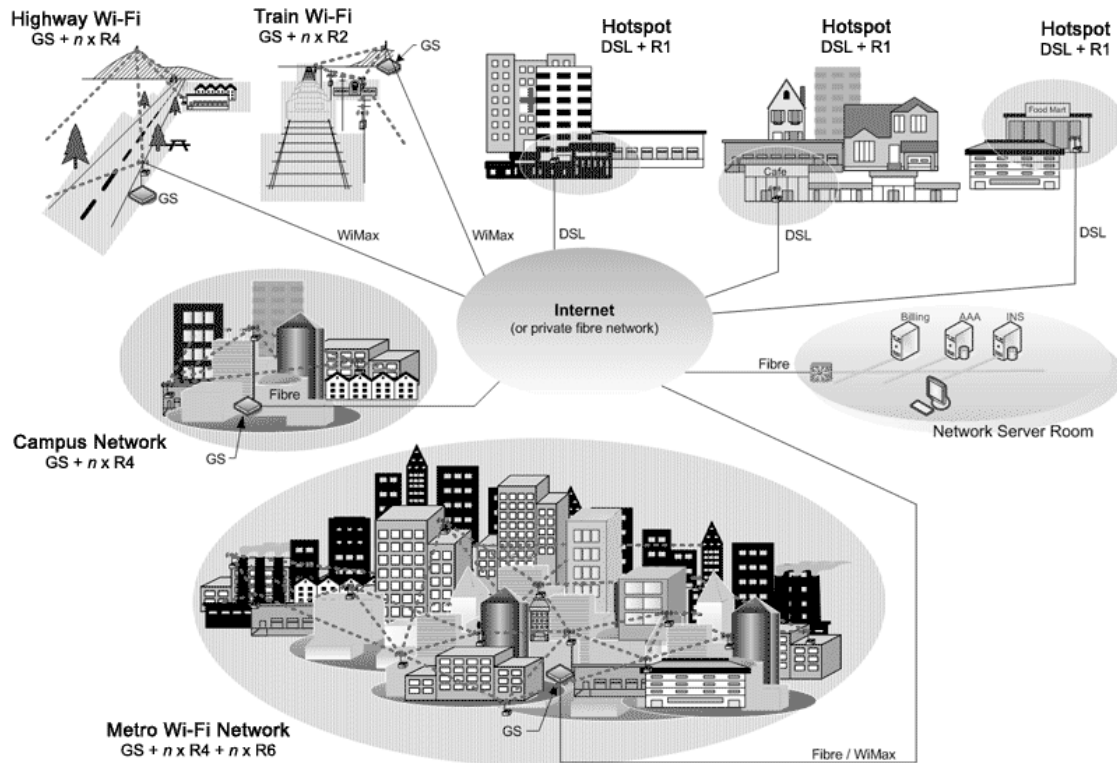 Highway Wi-Fi
GS + n x R4
Train Wi-Fi
GS + n x R2
GS
Hotspot
DSL + R1
Hotspot
DSL + R1
Hotspot
DSL + R1
Food Mart
Cafe
GS
WiMax
WiMax
DSL
DSL
DSL
Internet
(or private fibre network)
Billing
AAA
INS
Fibre
Network Server Room
Fibre
Campus Network
GS + n x R4
GS
Metro Wi-Fi Network
GS + n x R4 + n x R6
GS
Fibre / WiMax